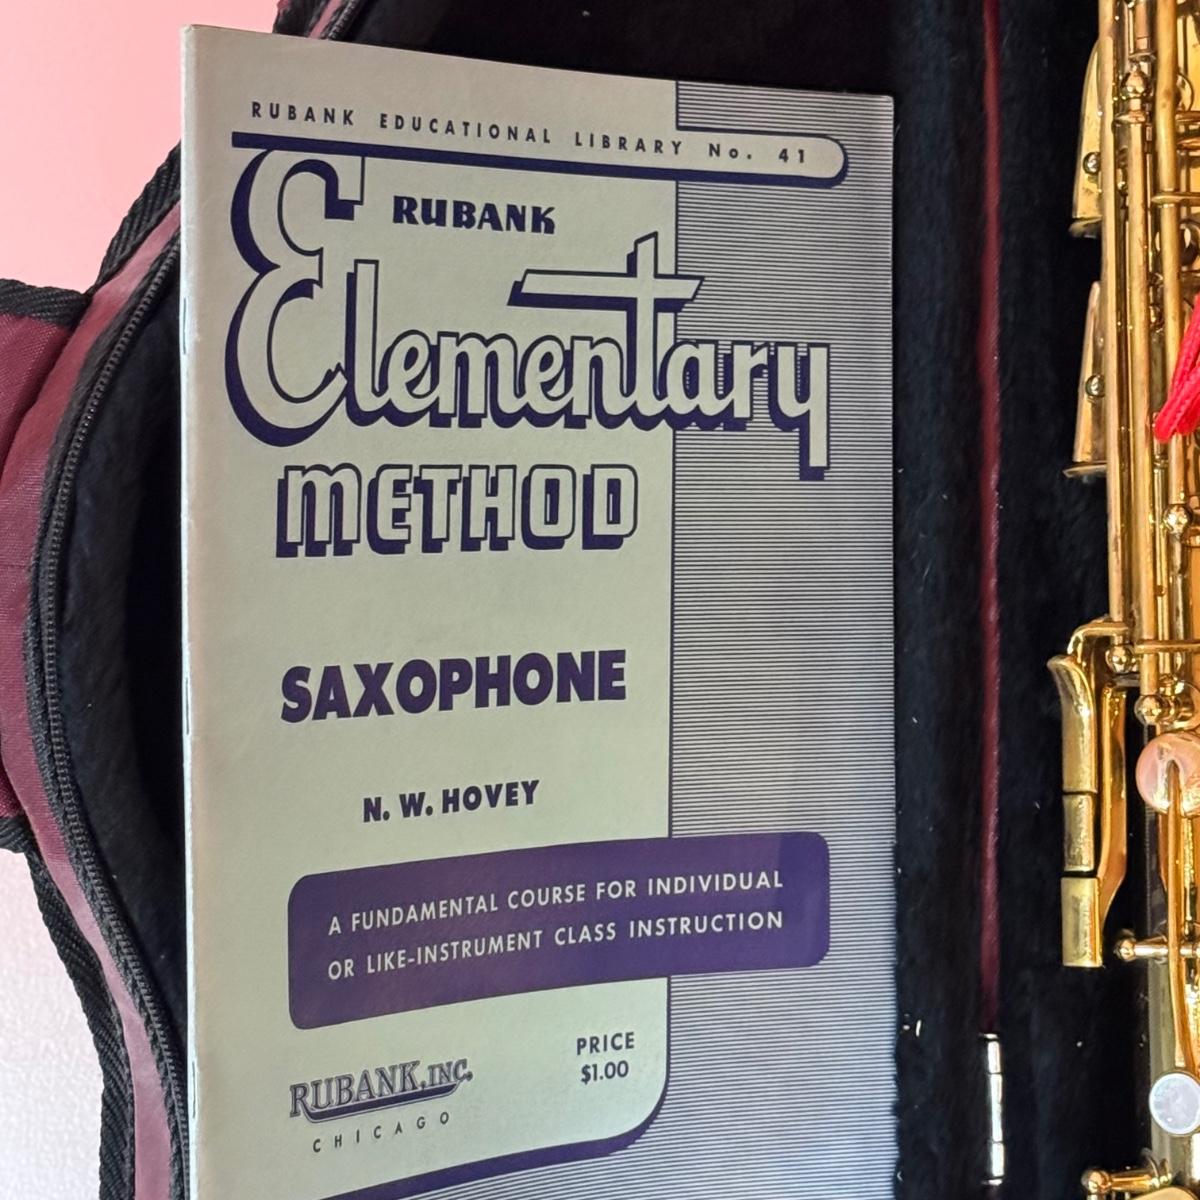 RUBANK EDUCATIONAL LIBRARY No. 41
RUBANK
Elementary
METHOD
SAXOPHONE
N. W. HOVEY
A FUNDAMENTAL COURSE FOR INDIVIDUAL
OR LIKE-INSTRUMENT CLASS INSTRUCTION
RUBANK, INC.
CHICAGO
PRICE
$1.00